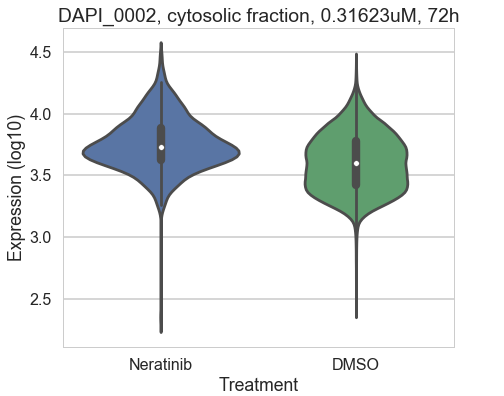 DAPI_0002, cytosolic fraction, 0.31623uM, 72h
Expression (log10)
4.5
4.0
3.5
3.0
2.5
Neratinib DMSO
Treatment